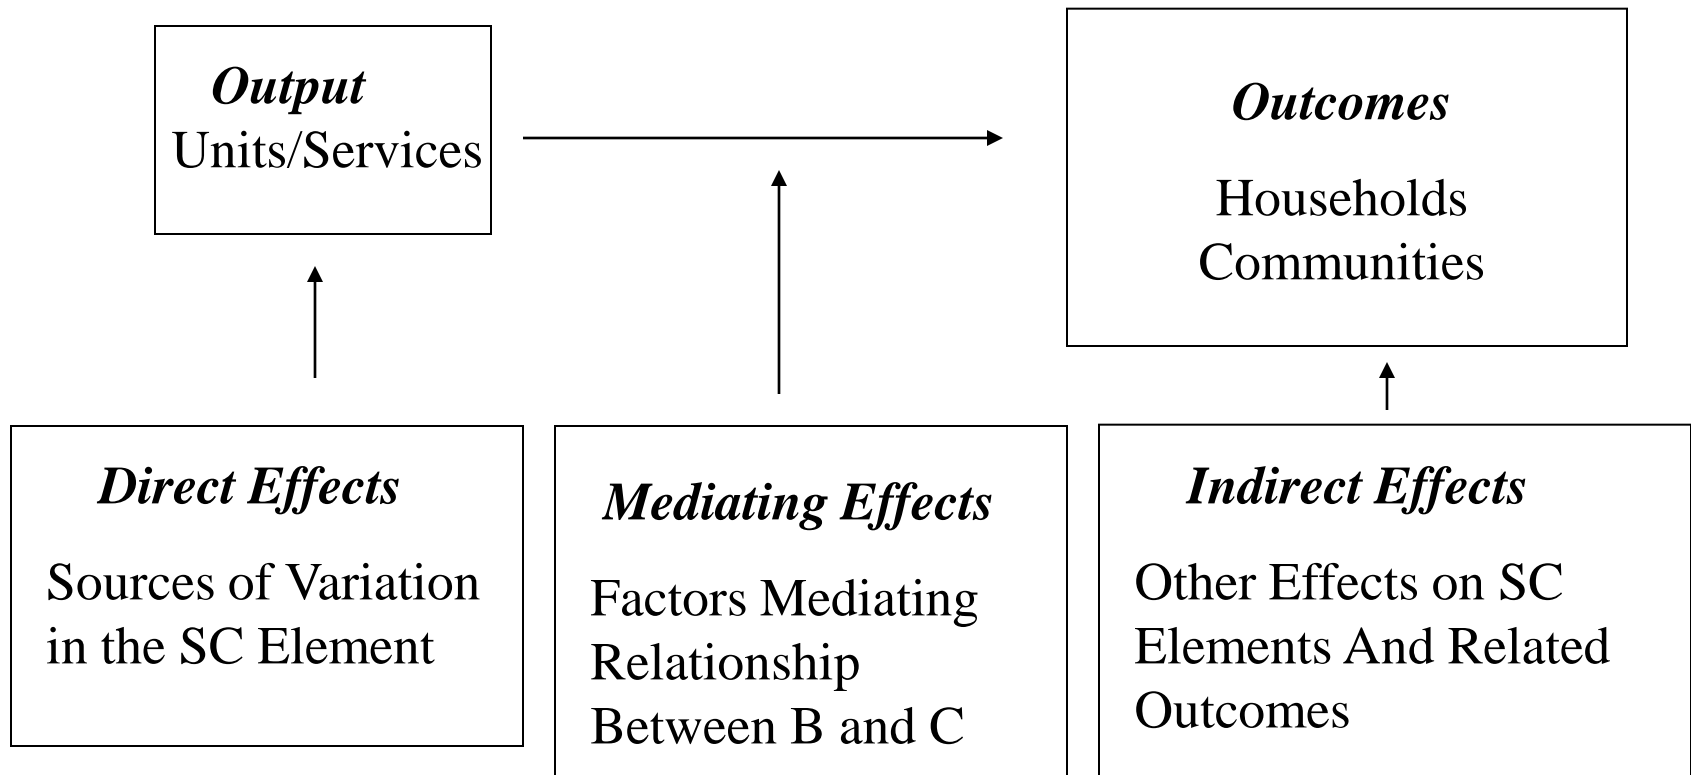 Output
Units/Services
Outcomes
Households
Communities
Direct Effects
Sources of Variation
in the SC Element
Mediating Effects
Factors Mediating
Relationship
Between B and C
Indirect Effects
Other Effects on SC
Elements And Related
Outcomes